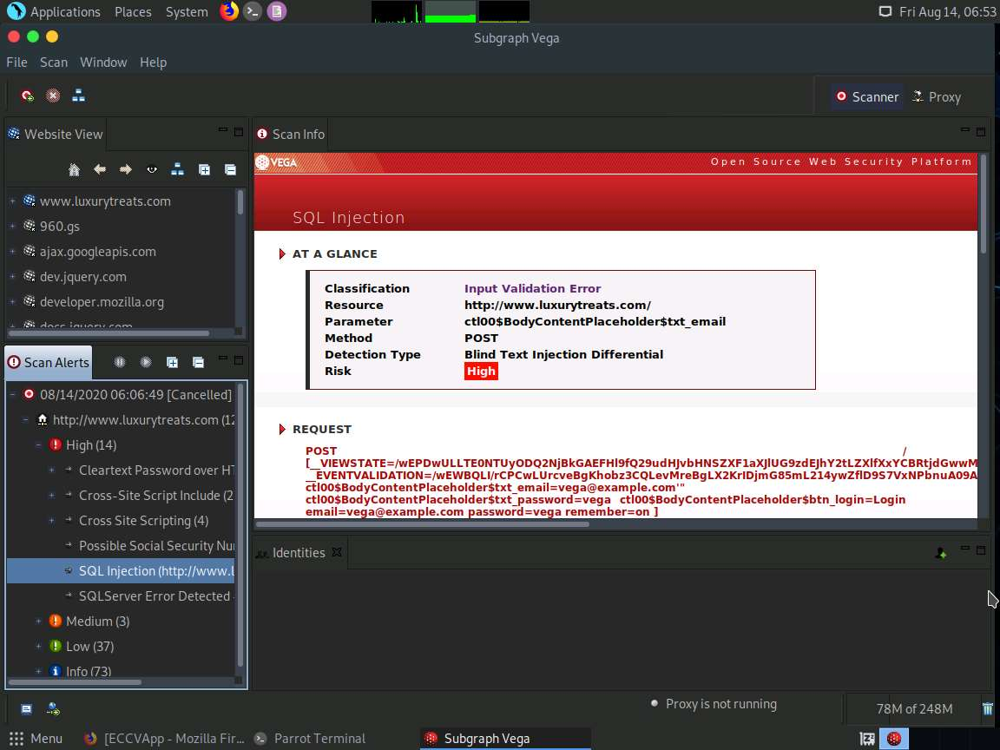 Applications Places System Fri Aug 14, 06:53
Subgraph Vega
File Scan Window Help
Scanner Proxy
Website View
www.luxurytreats.com
960.gs
ajax.googleapis.com
dev.jquery.com
developer.mozilla.org
docs.jquery.com
Scan Alerts
08/14/2020 06:06:49 [Cancelled]
http://www.luxurytreats.com (12
High (14)
Cleartext Password over HT
Cross-Site Script Include (2
Cross Site Scripting (4)
Possible Social Security Nu
SQL Injection (http://www.l
SQLServer Error Detected
Medium (3)
Low (37)
Info (73)
Scan Info
VEGA Open Source Web Security Platform
SQL Injection
AT A GLANCE
Classification Input Validation Error
Resource http://www.luxurytreats.com/
Parameter ctl00$BodyContentPlaceholder$txt_email
Method POST
Detection Type Blind Text Injection Differential
Risk High
REQUEST
POST /
[__VIEWSTATE=/wEPDwULLTE0NTUyODQ2NjBkGAEFHl9fQ29udHJvbHNSZXF1aXJlUG9zdEJhY2tLZXlfXxYCBRtjdGwwM
__EVENTVALIDATION=/wEWBQLI/rCPCwLUrcveBgKhobz3CQLevMreBgLX2KrIDjmG85mL214ywZflD9S7VxNPbnuA09A
ctl00$BodyContentPlaceholder$txt_email=vega@example.com'"
ctl00$BodyContentPlaceholder$txt_password=vega ctl00$BodyContentPlaceholder$btn_login=Login
email=vega@example.com password=vega remember=on ]
Identities
Proxy is not running 78M of 248M
Menu [ECCVApp - Mozilla Fir... Parrot Terminal Subgraph Vega